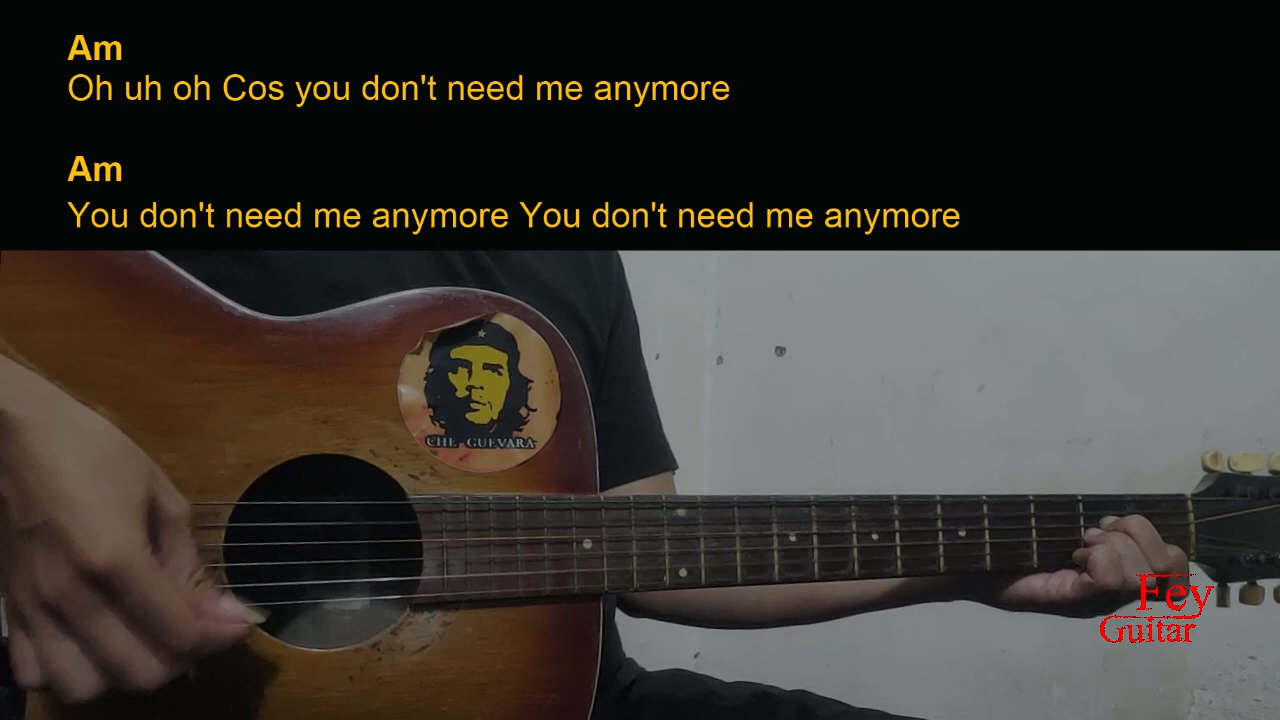 Am
Oh uh oh Cos you don't need me anymore
Am
You don't need me anymore You don't need me anymore
CHE GUEVARA
Fey
Guitar